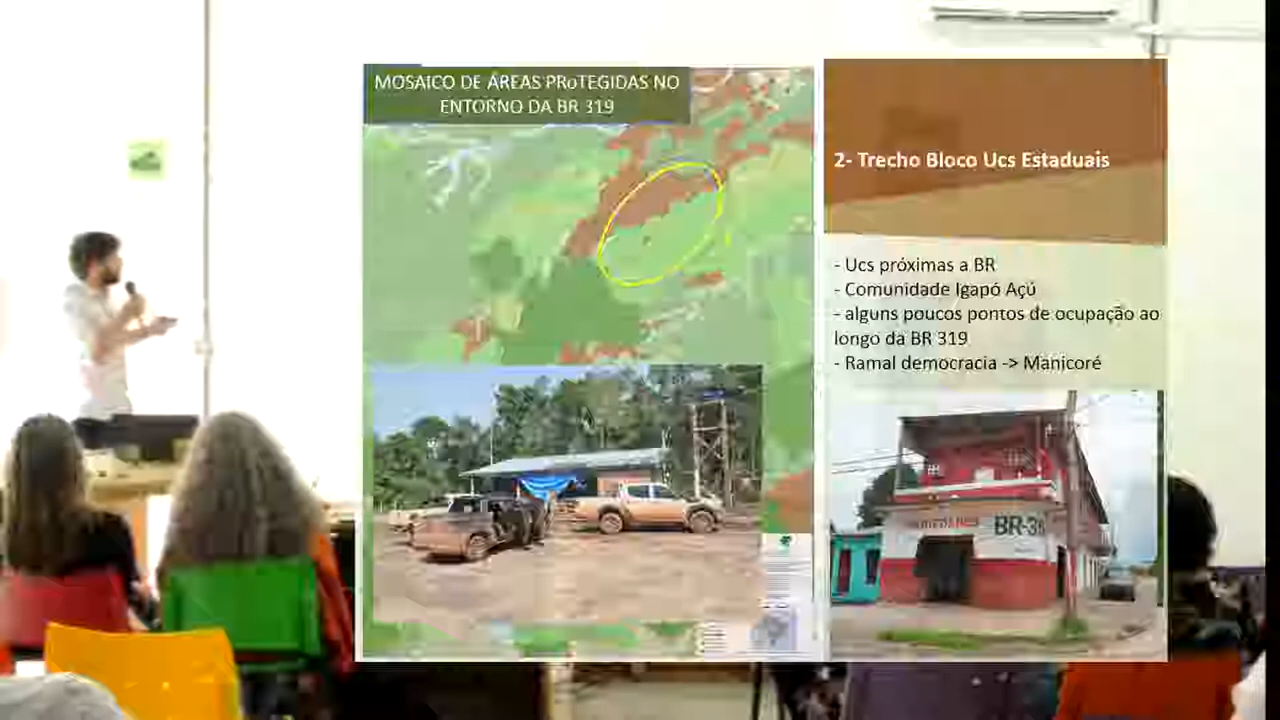 MOSAICO DE ÁREAS PRoTEGIDAS NO
ENTORNO DA BR 319
2- Trecho Bloco Ucs Estaduais
- Ucs próximas a BR
- Comunidade Igapó Açú
- alguns poucos pontos de ocupação ao
longo da BR 319
- Ramal democracia -> Manicoré
BR-3